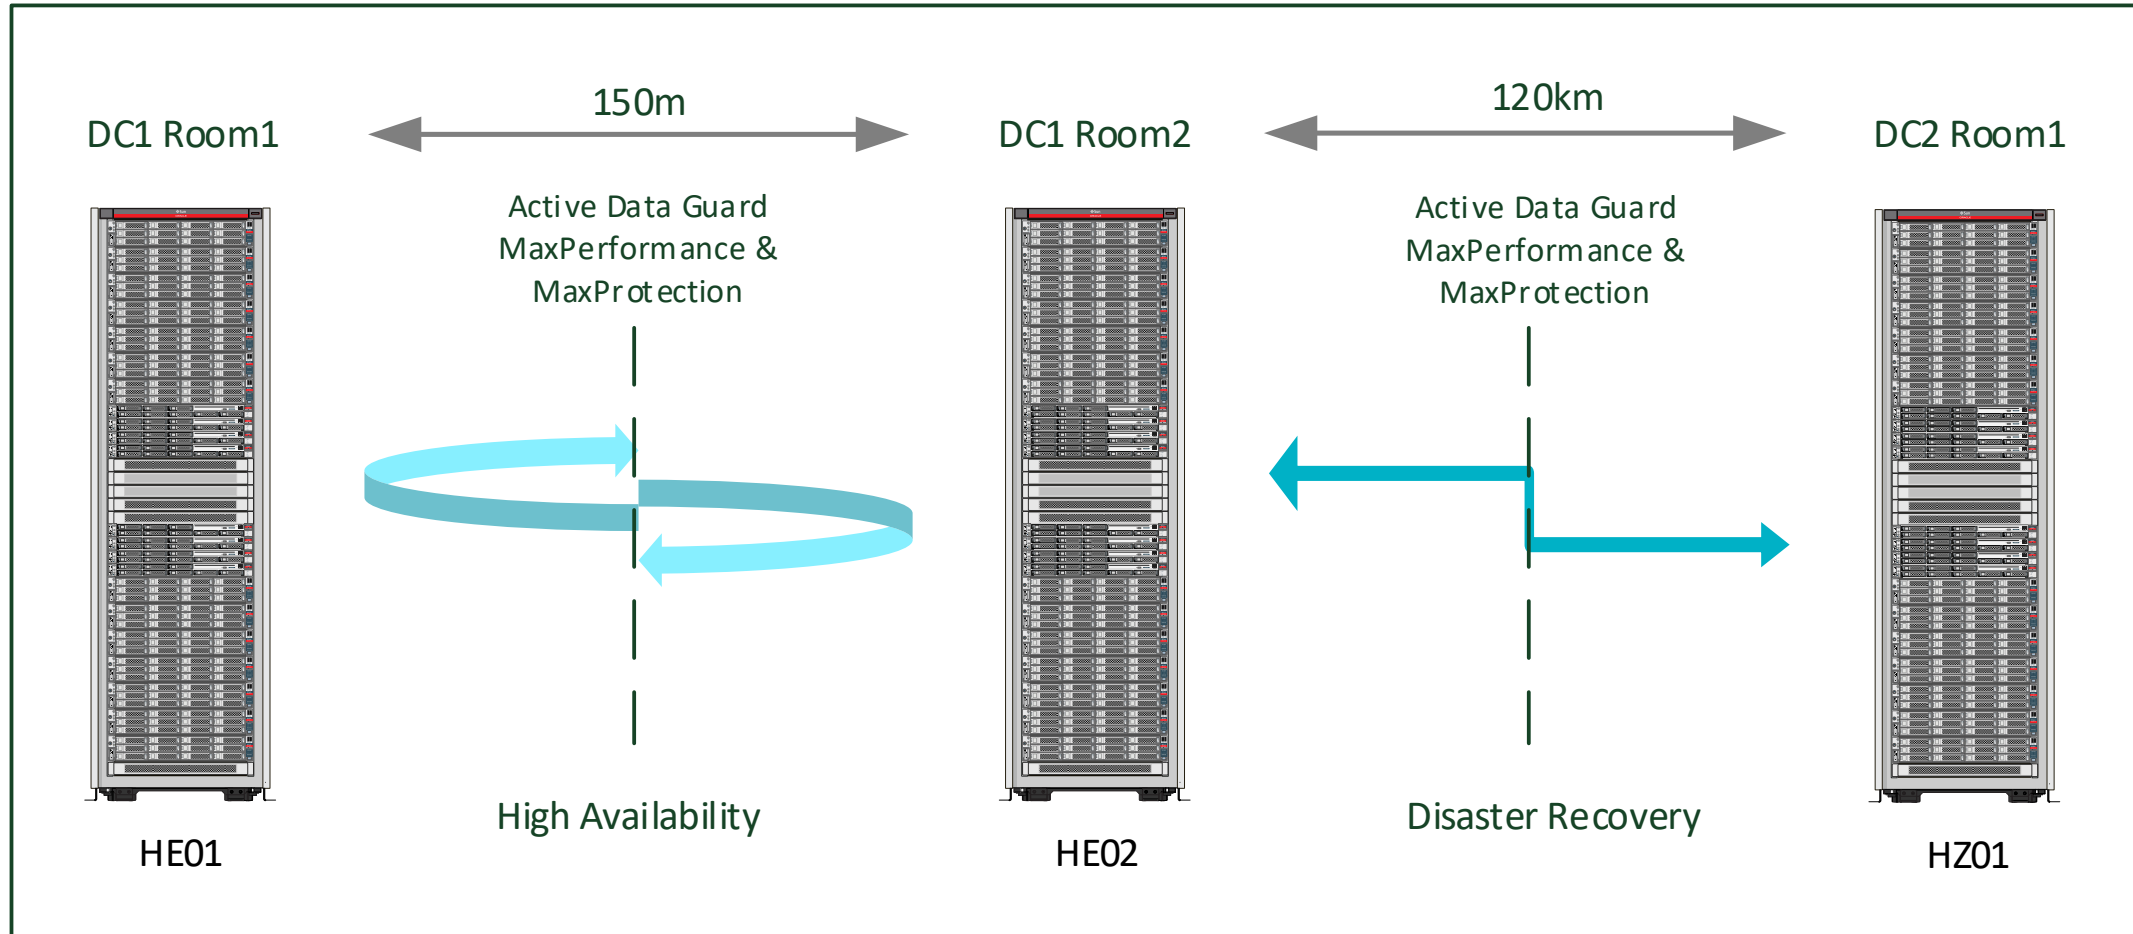 150m
120km
DC1 Room1
DC1 Room2
DC2 Room1
Active Data Guard
MaxPerformance &
MaxProtection
Active Data Guard
MaxPerformance &
MaxProtection
High Availability
Disaster Recovery
HE01
HE02
HZ01